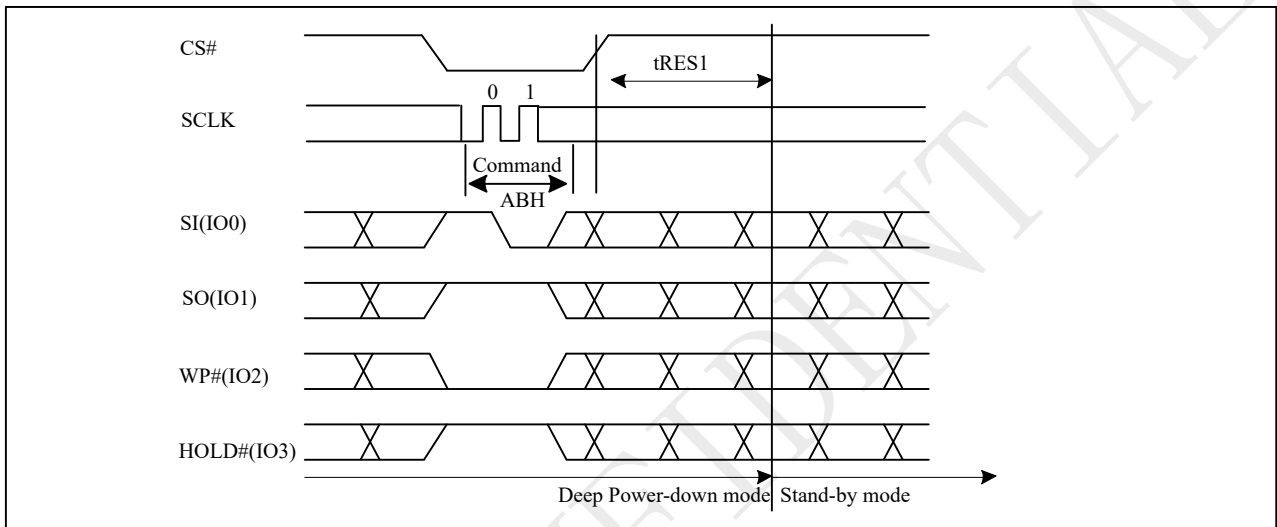 CS#
tRES1
0 1
SCLK
Command
ABH
SI(IO0)
SO(IO1)
WP#(IO2)
HOLD#(IO3)
Deep Power-down mode Stand-by mode
IDENTIAL